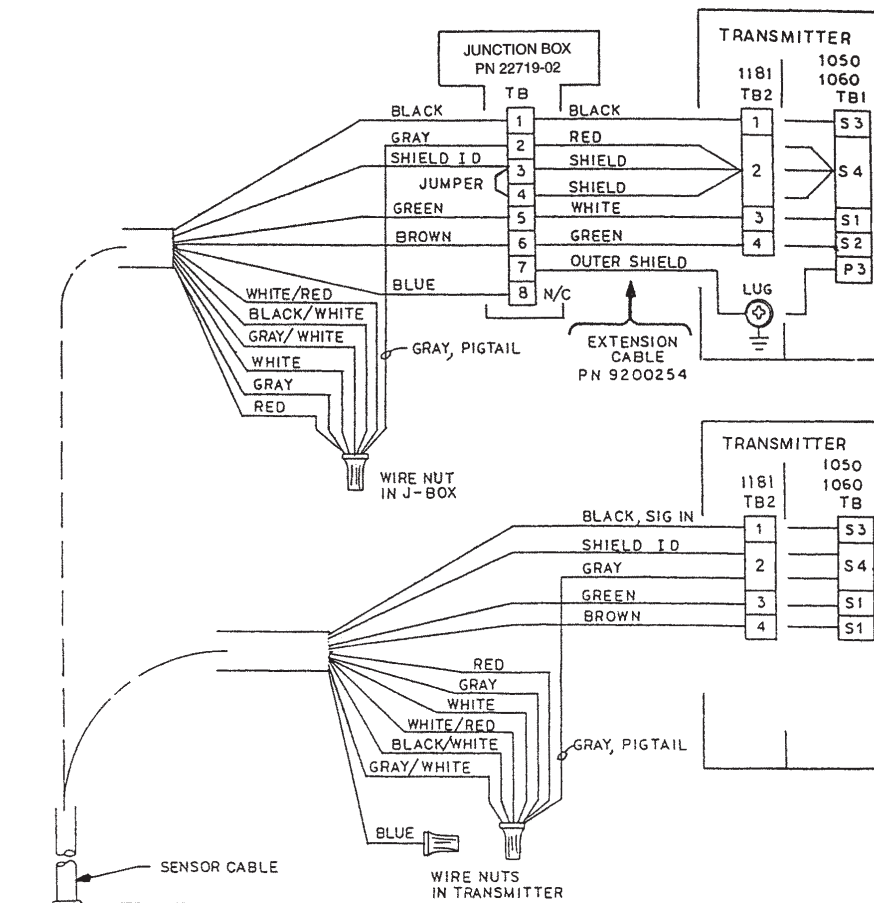 JUNCTION BOX
PN 22719-02
TB
TRANSMITTER
1181
TB2
1050
1060
TB1
BLACK
1
BLACK
1
S3
GRAY
2
RED
SHIELD ID
3
SHIELD
2
S4
JUMPER
4
SHIELD
GREEN
5
WHITE
3
S1
BROWN
6
GREEN
4
S2
7
OUTER SHIELD
P3
BLUE
8
N/C
LUG
WHITE/RED
BLACK/WHITE
GRAY/WHITE
WHITE
GRAY
RED
GRAY, PIGTAIL
EXTENSION
CABLE
PN 9200254
WIRE NUT
IN J-BOX
TRANSMITTER
1181
TB2
1050
1060
TB
BLACK, SIG IN
1
S3
SHIELD ID
GRAY
2
S4
GREEN
3
S1
BROWN
4
S1
RED
GRAY
WHITE
WHITE/RED
BLACK/WHITE
GRAY/WHITE
GRAY, PIGTAIL
BLUE
WIRE NUTS
IN TRANSMITTER
SENSOR CABLE